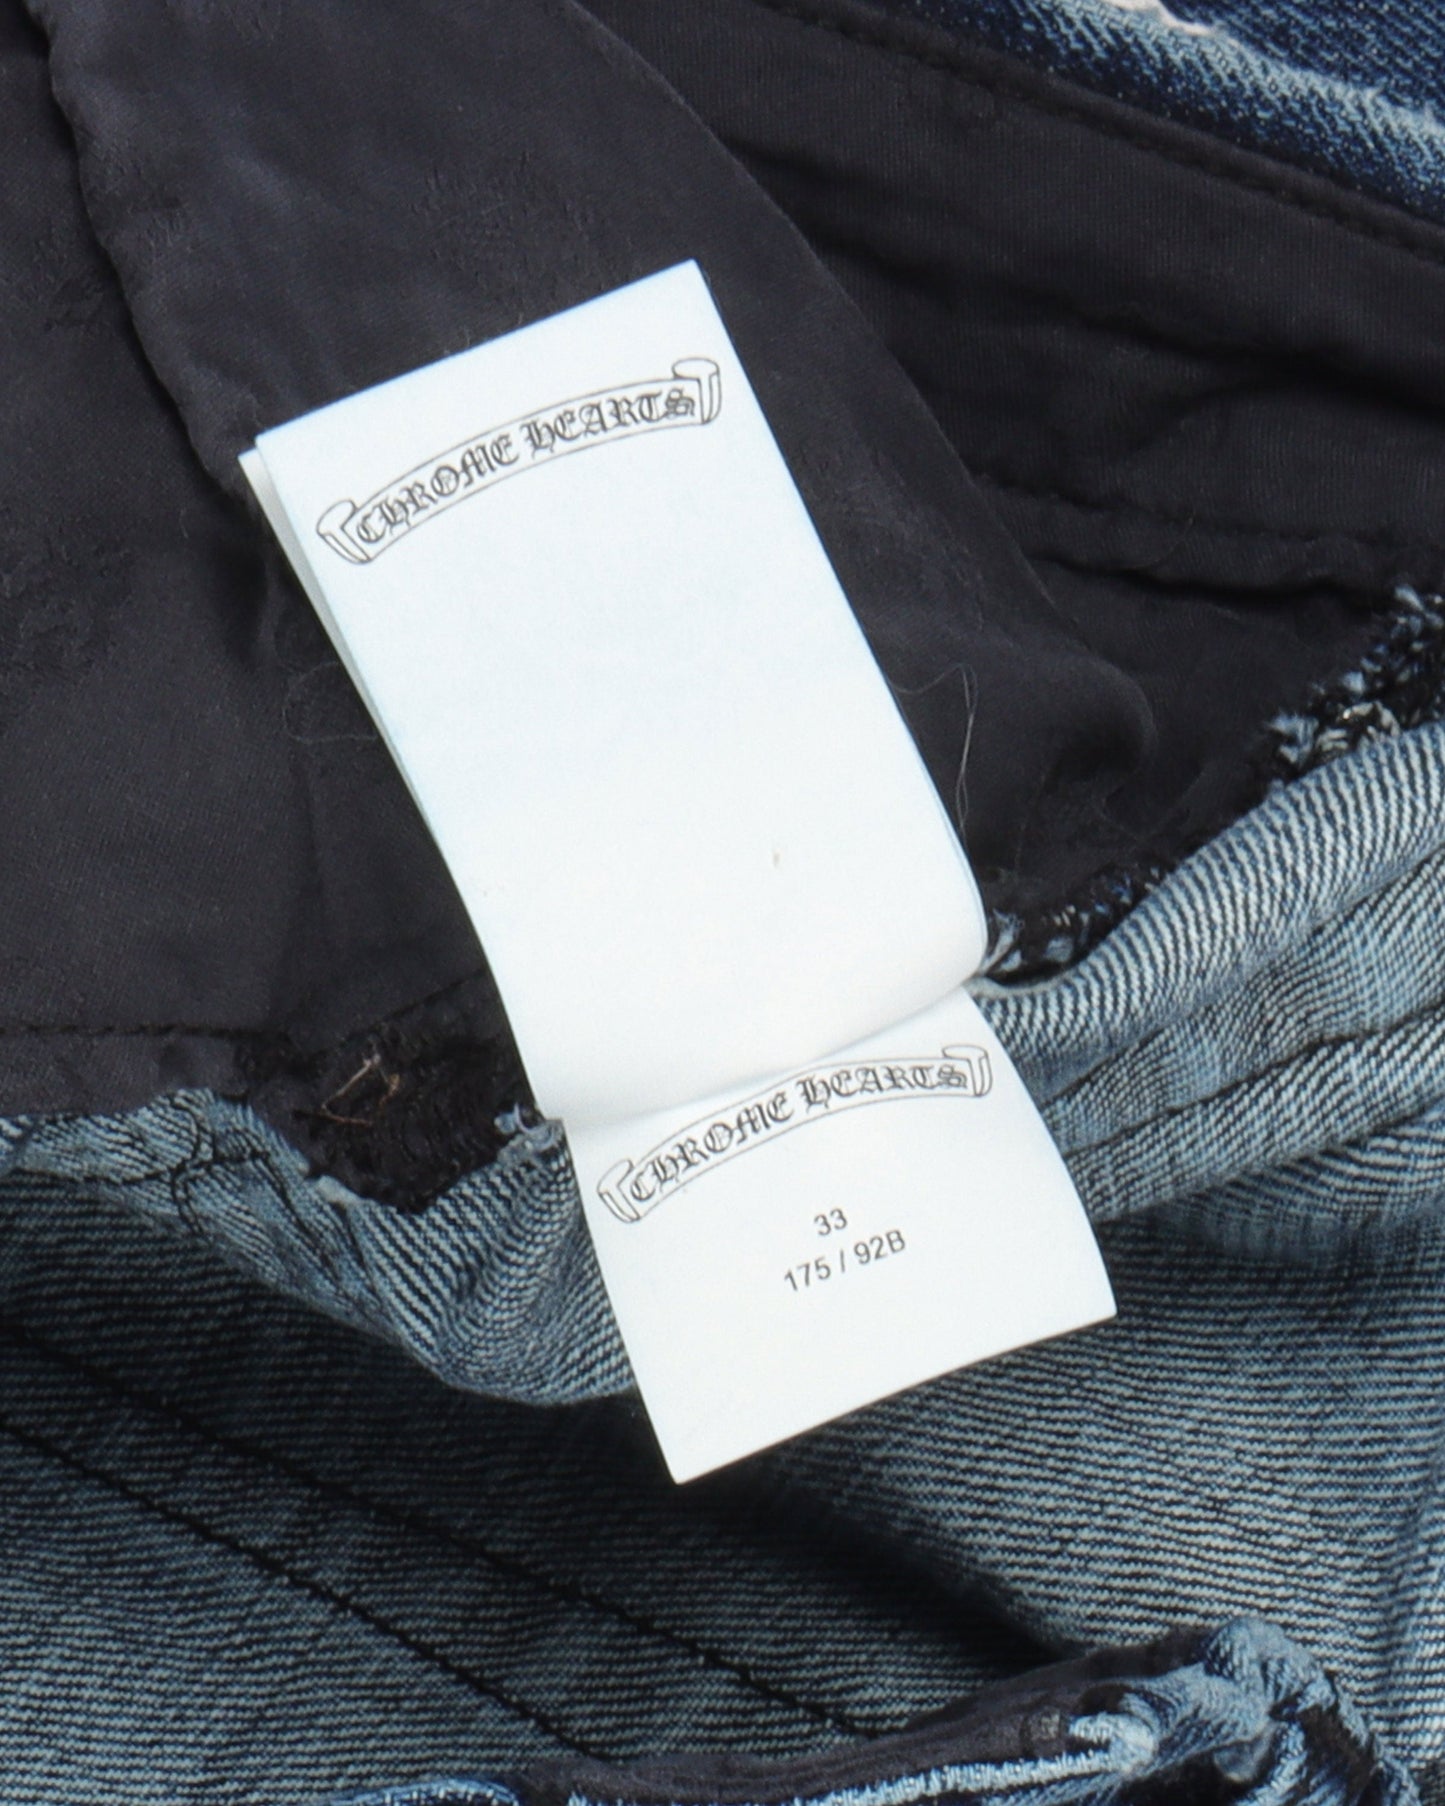 CHROME HEARTS
CHROME HEARTS
33
175 / 92B